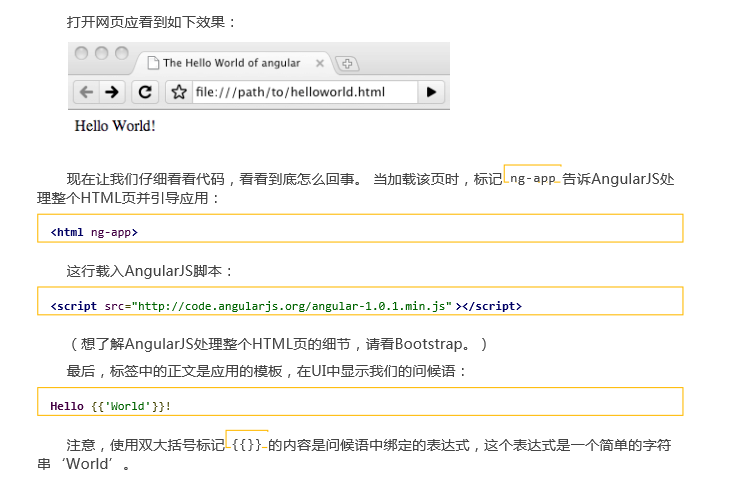 打开网页应看到如下效果：
The Hello World of angular
file:///path/to/helloworld.html
Hello World!
现在让我们仔细看看代码，看看到底怎么回事。 当加载该页时，标记 ng-app 告诉AngularJS处
理整个HTML页并引导应用：
<html ng-app>
这行载入AngularJS脚本：
<script src="http://code.angularjs.org/angular-1.0.1.min.js"></script>
（想了解AngularJS处理整个HTML页的细节，请看Bootstrap。）
最后，标签中的正文是应用的模板，在UI中显示我们的问候语：
Hello {{'World'}}!
注意，使用双大括号标记 {{}} 的内容是问候语中绑定的表达式，这个表达式是一个简单的字符
串‘World’。